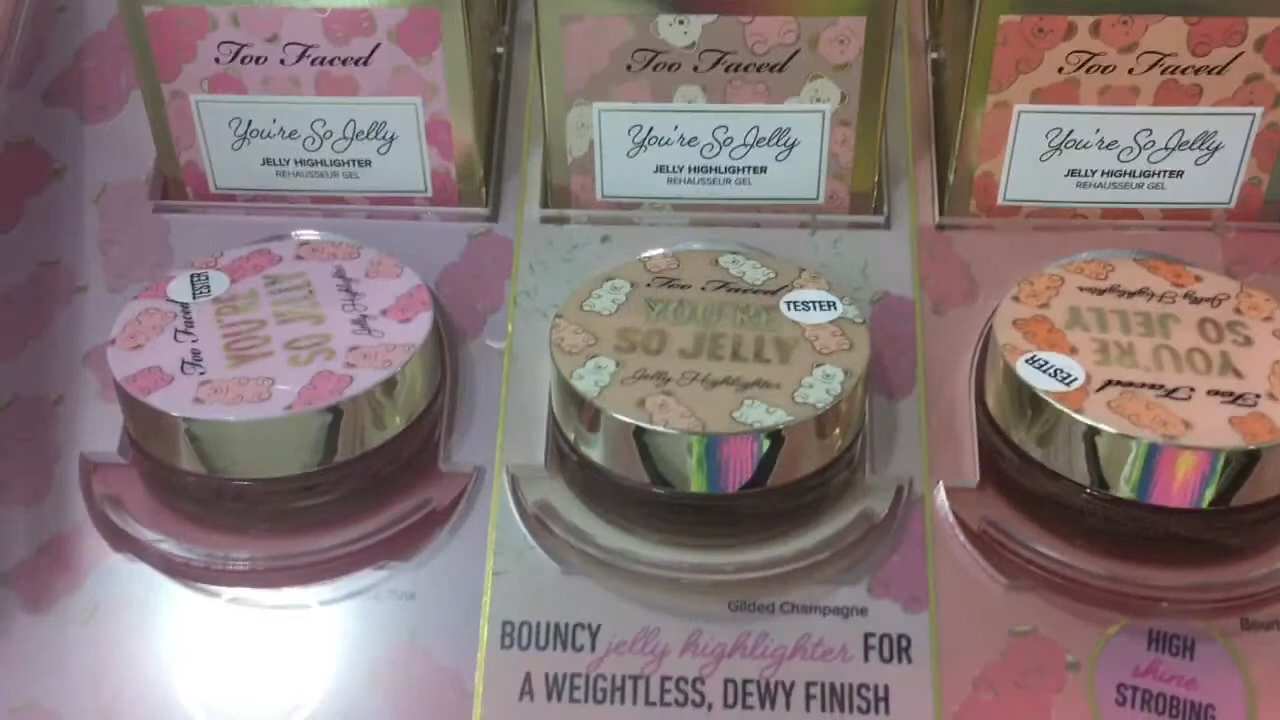 Too Faced
You're So Jelly
JELLY HIGHLIGHTER
REHAUSSEUR GEL
Too Faced
You're So Jelly
JELLY HIGHLIGHTER
REHAUSSEUR GEL
Too Faced
You're So Jelly
JELLY HIGHLIGHTER
REHAUSSEUR GEL
TESTER
Too Faced
YOU'RE
SO JELLY
Jelly Highlighter
Too Faced
TESTER
YOU'RE
SO JELLY
Jelly Highlighter
TESTER
Too Faced
YOU'RE
SO JELLY
Jelly Highlighter
Gilded Champagne
BOUNCY jelly highlighter FOR
A WEIGHTLESS, DEWY FINISH
HIGH
shine
STROBING